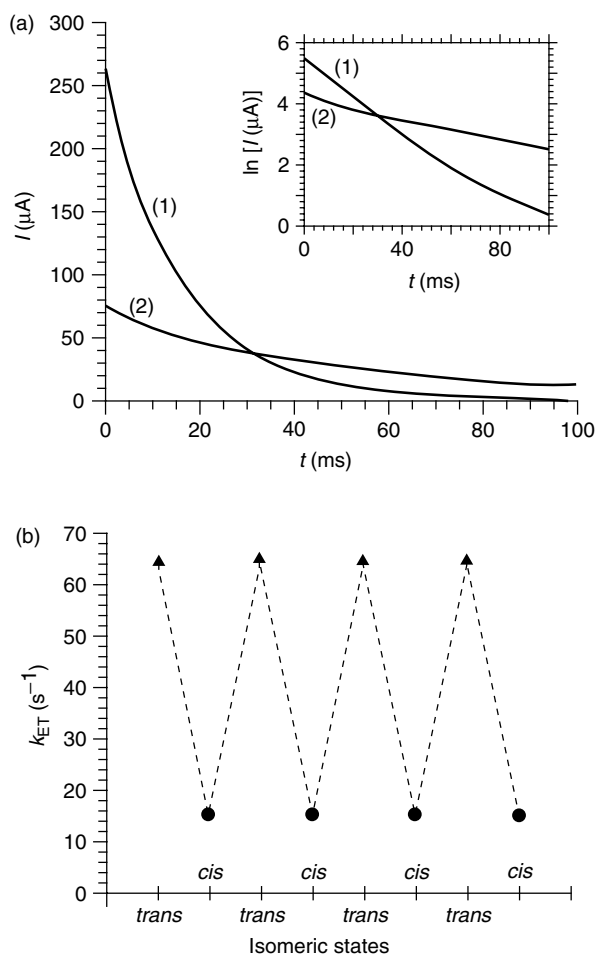 (a)
300
250
200
150
100
50
0
I (μA)
(1)
(2)
0 20 40 60 80 100
t (ms)
6
4
2
0
ln [I (μA)]
(1)
(2)
0 40 80
t (ms)
(b)
70
60
50
40
30
20
10
0
kET (s−1)
cis cis cis cis
trans trans trans trans
Isomeric states